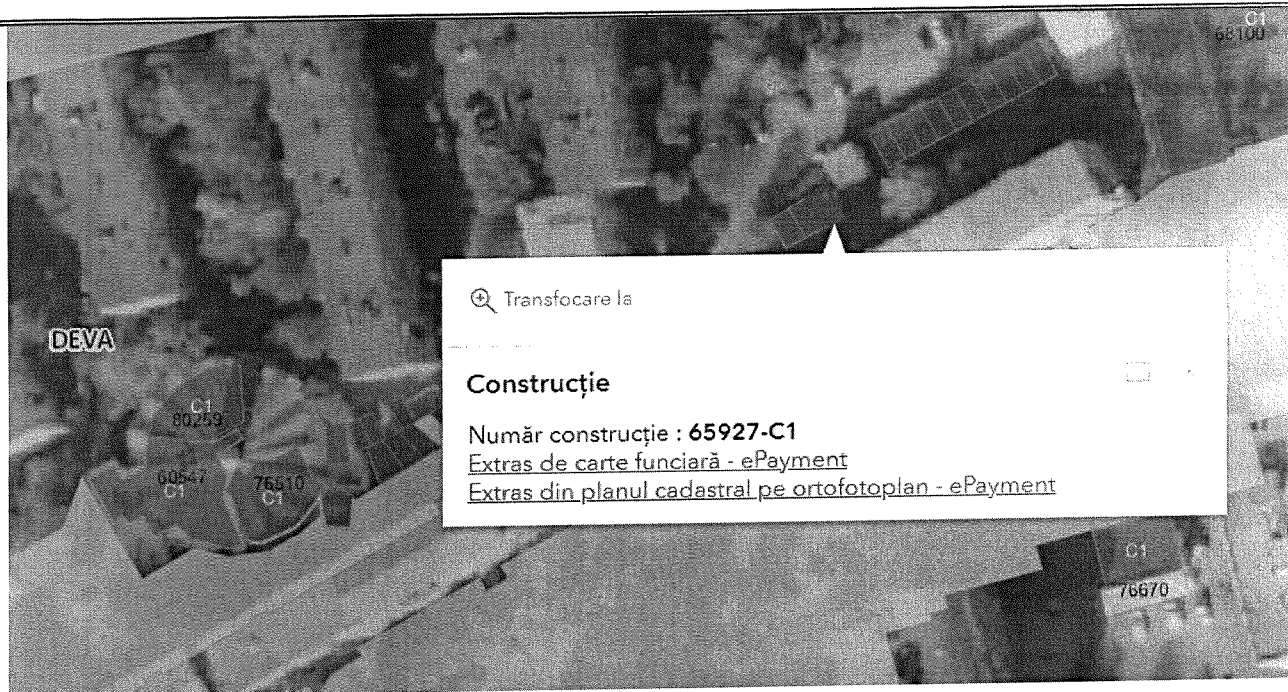 C1
68100
Transfocare la
DEVA
Construcție
Număr construcție : 65927-C1
Extras de carte funciară - ePayment
Extras din planul cadastral pe ortofotoplan - ePayment
C1
80259
60547
C1
76510
C1
C1
76670